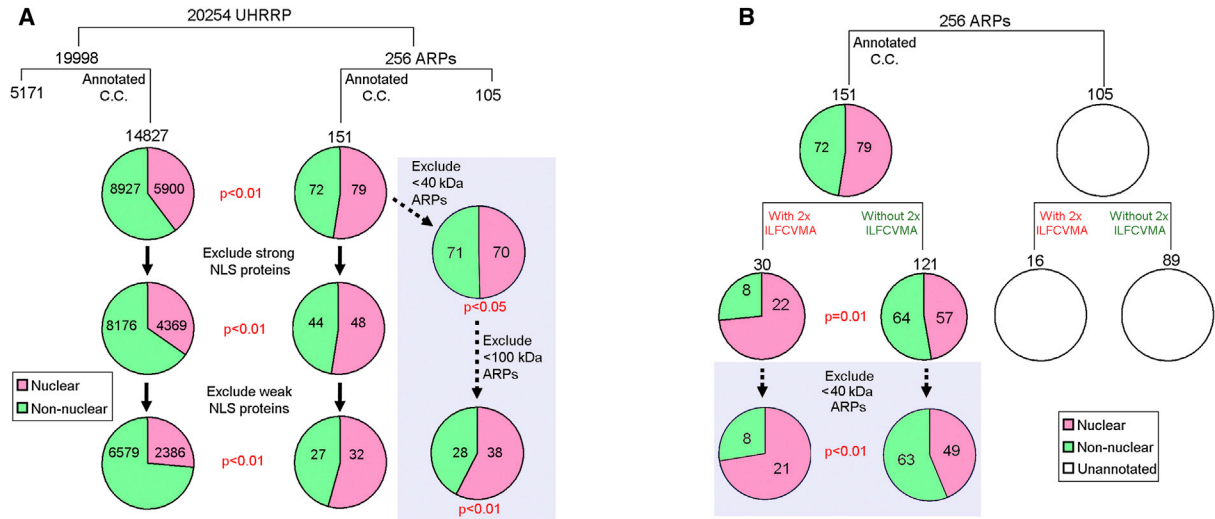 A
20254 UHRRP
19998
256 ARPs
5171
Annotated
C.C.
Annotated
C.C.
105
14827
151
8927
5900
p<0.01
72
79
Exclude
<40 kDa
ARPs
71
70
p<0.05
Exclude strong
NLS proteins
8176
4369
p<0.01
44
48
Exclude
<100 kDa
ARPs
Nuclear
Non-nuclear
Exclude weak
NLS proteins
6579
2386
p<0.01
27
32
28
38
p<0.01
B
256 ARPs
Annotated
C.C.
151
105
72
79
With 2x
ILFCVMA
Without 2x
ILFCVMA
With 2x
ILFCVMA
Without 2x
ILFCVMA
30
121
16
89
8
22
p=0.01
64
57
Exclude
<40 kDa
ARPs
8
21
p<0.01
63
49
Nuclear
Non-nuclear
Unannotated